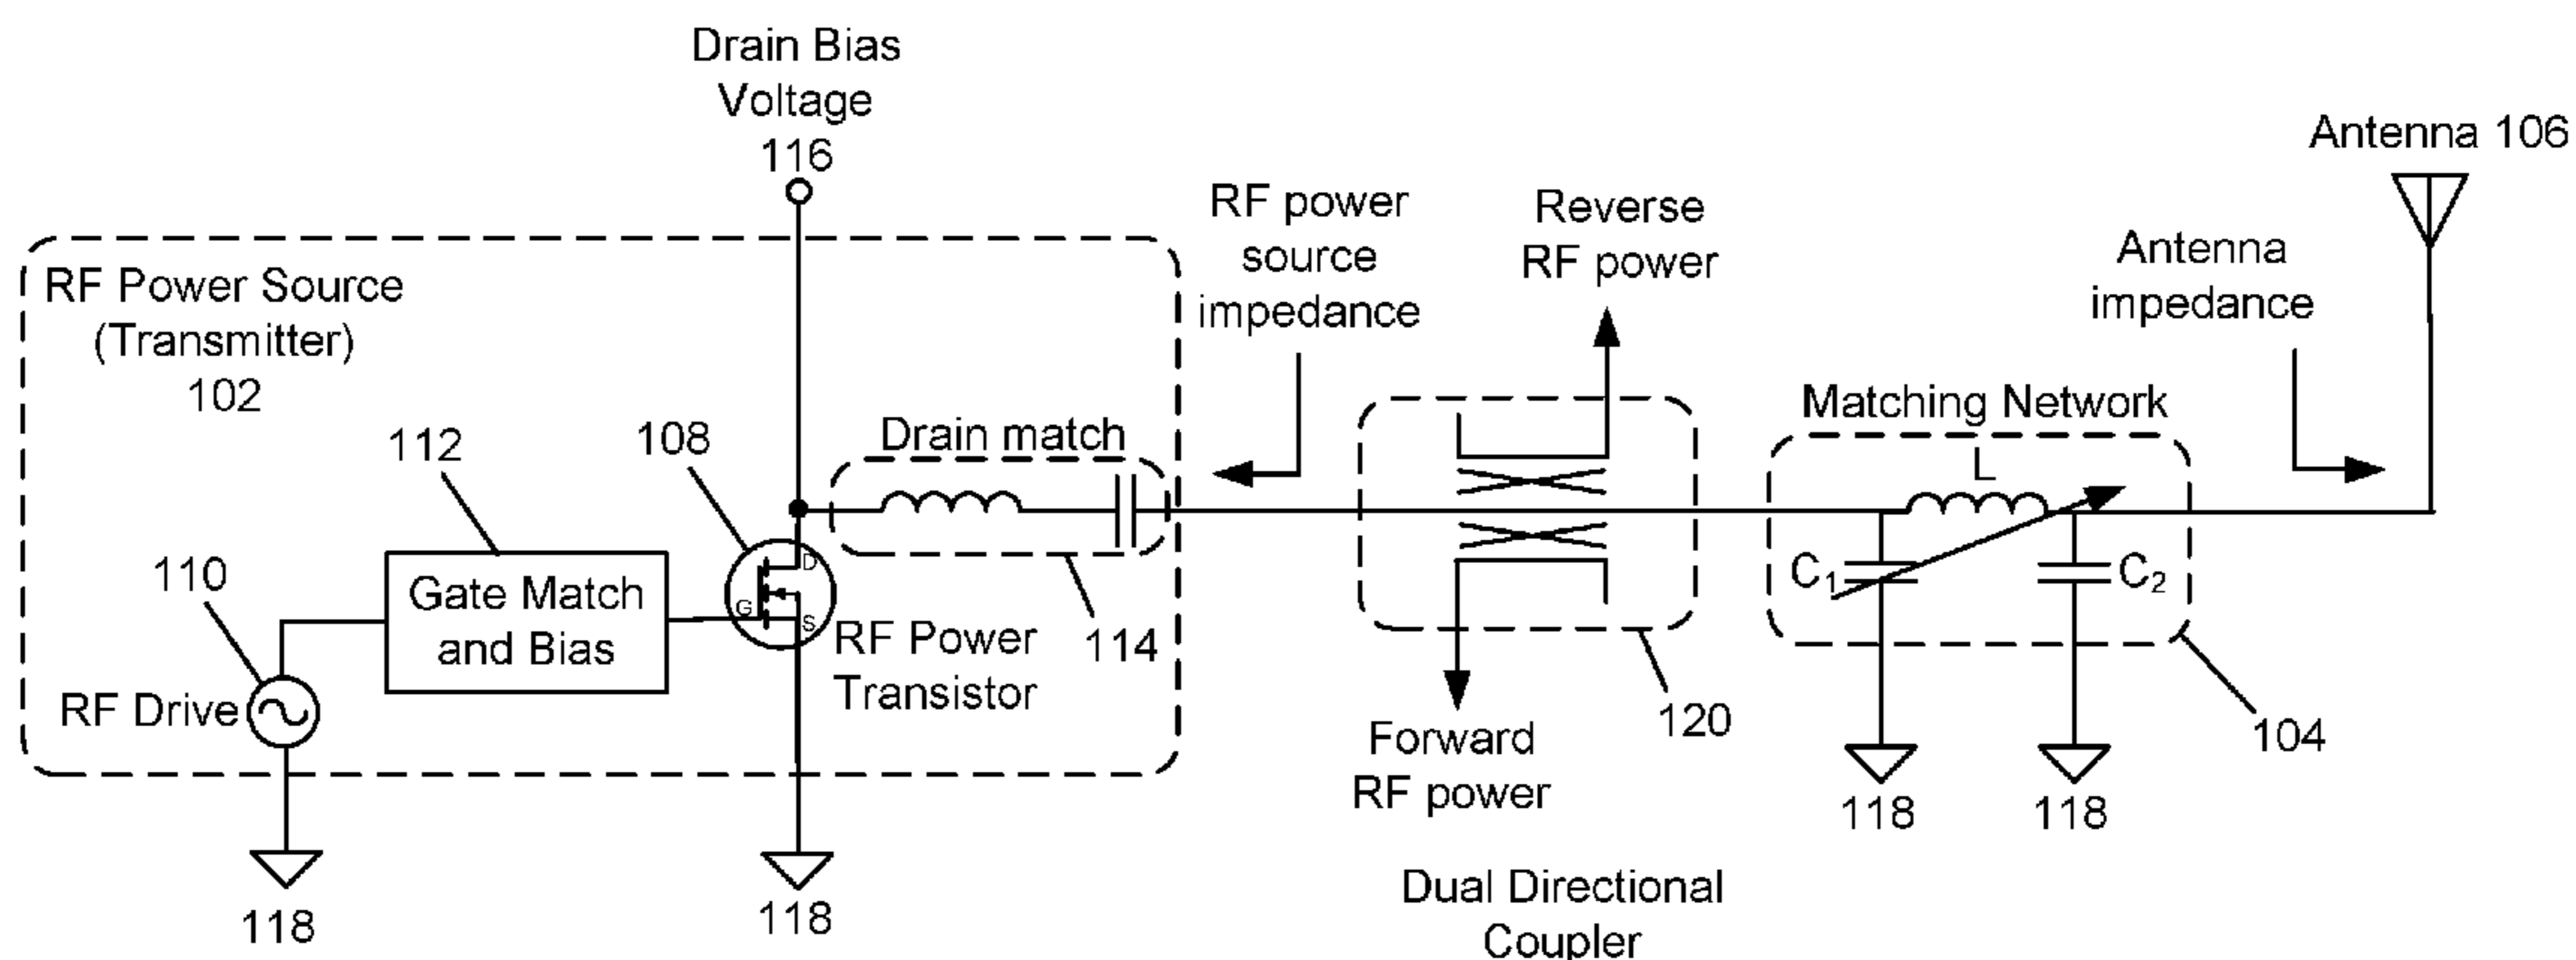 Drain Bias
Voltage
116
Antenna 106
RF power
source
impedance
Reverse
RF power
Antenna
impedance
RF Power Source
(Transmitter)
102
112
108
Drain match
Matching Network
L
110
Gate Match
and Bias
D
G
S
C1
C2
RF Power
Transistor
114
RF Drive
120
104
Forward
RF power
118
118
118
118
Dual Directional
Coupler